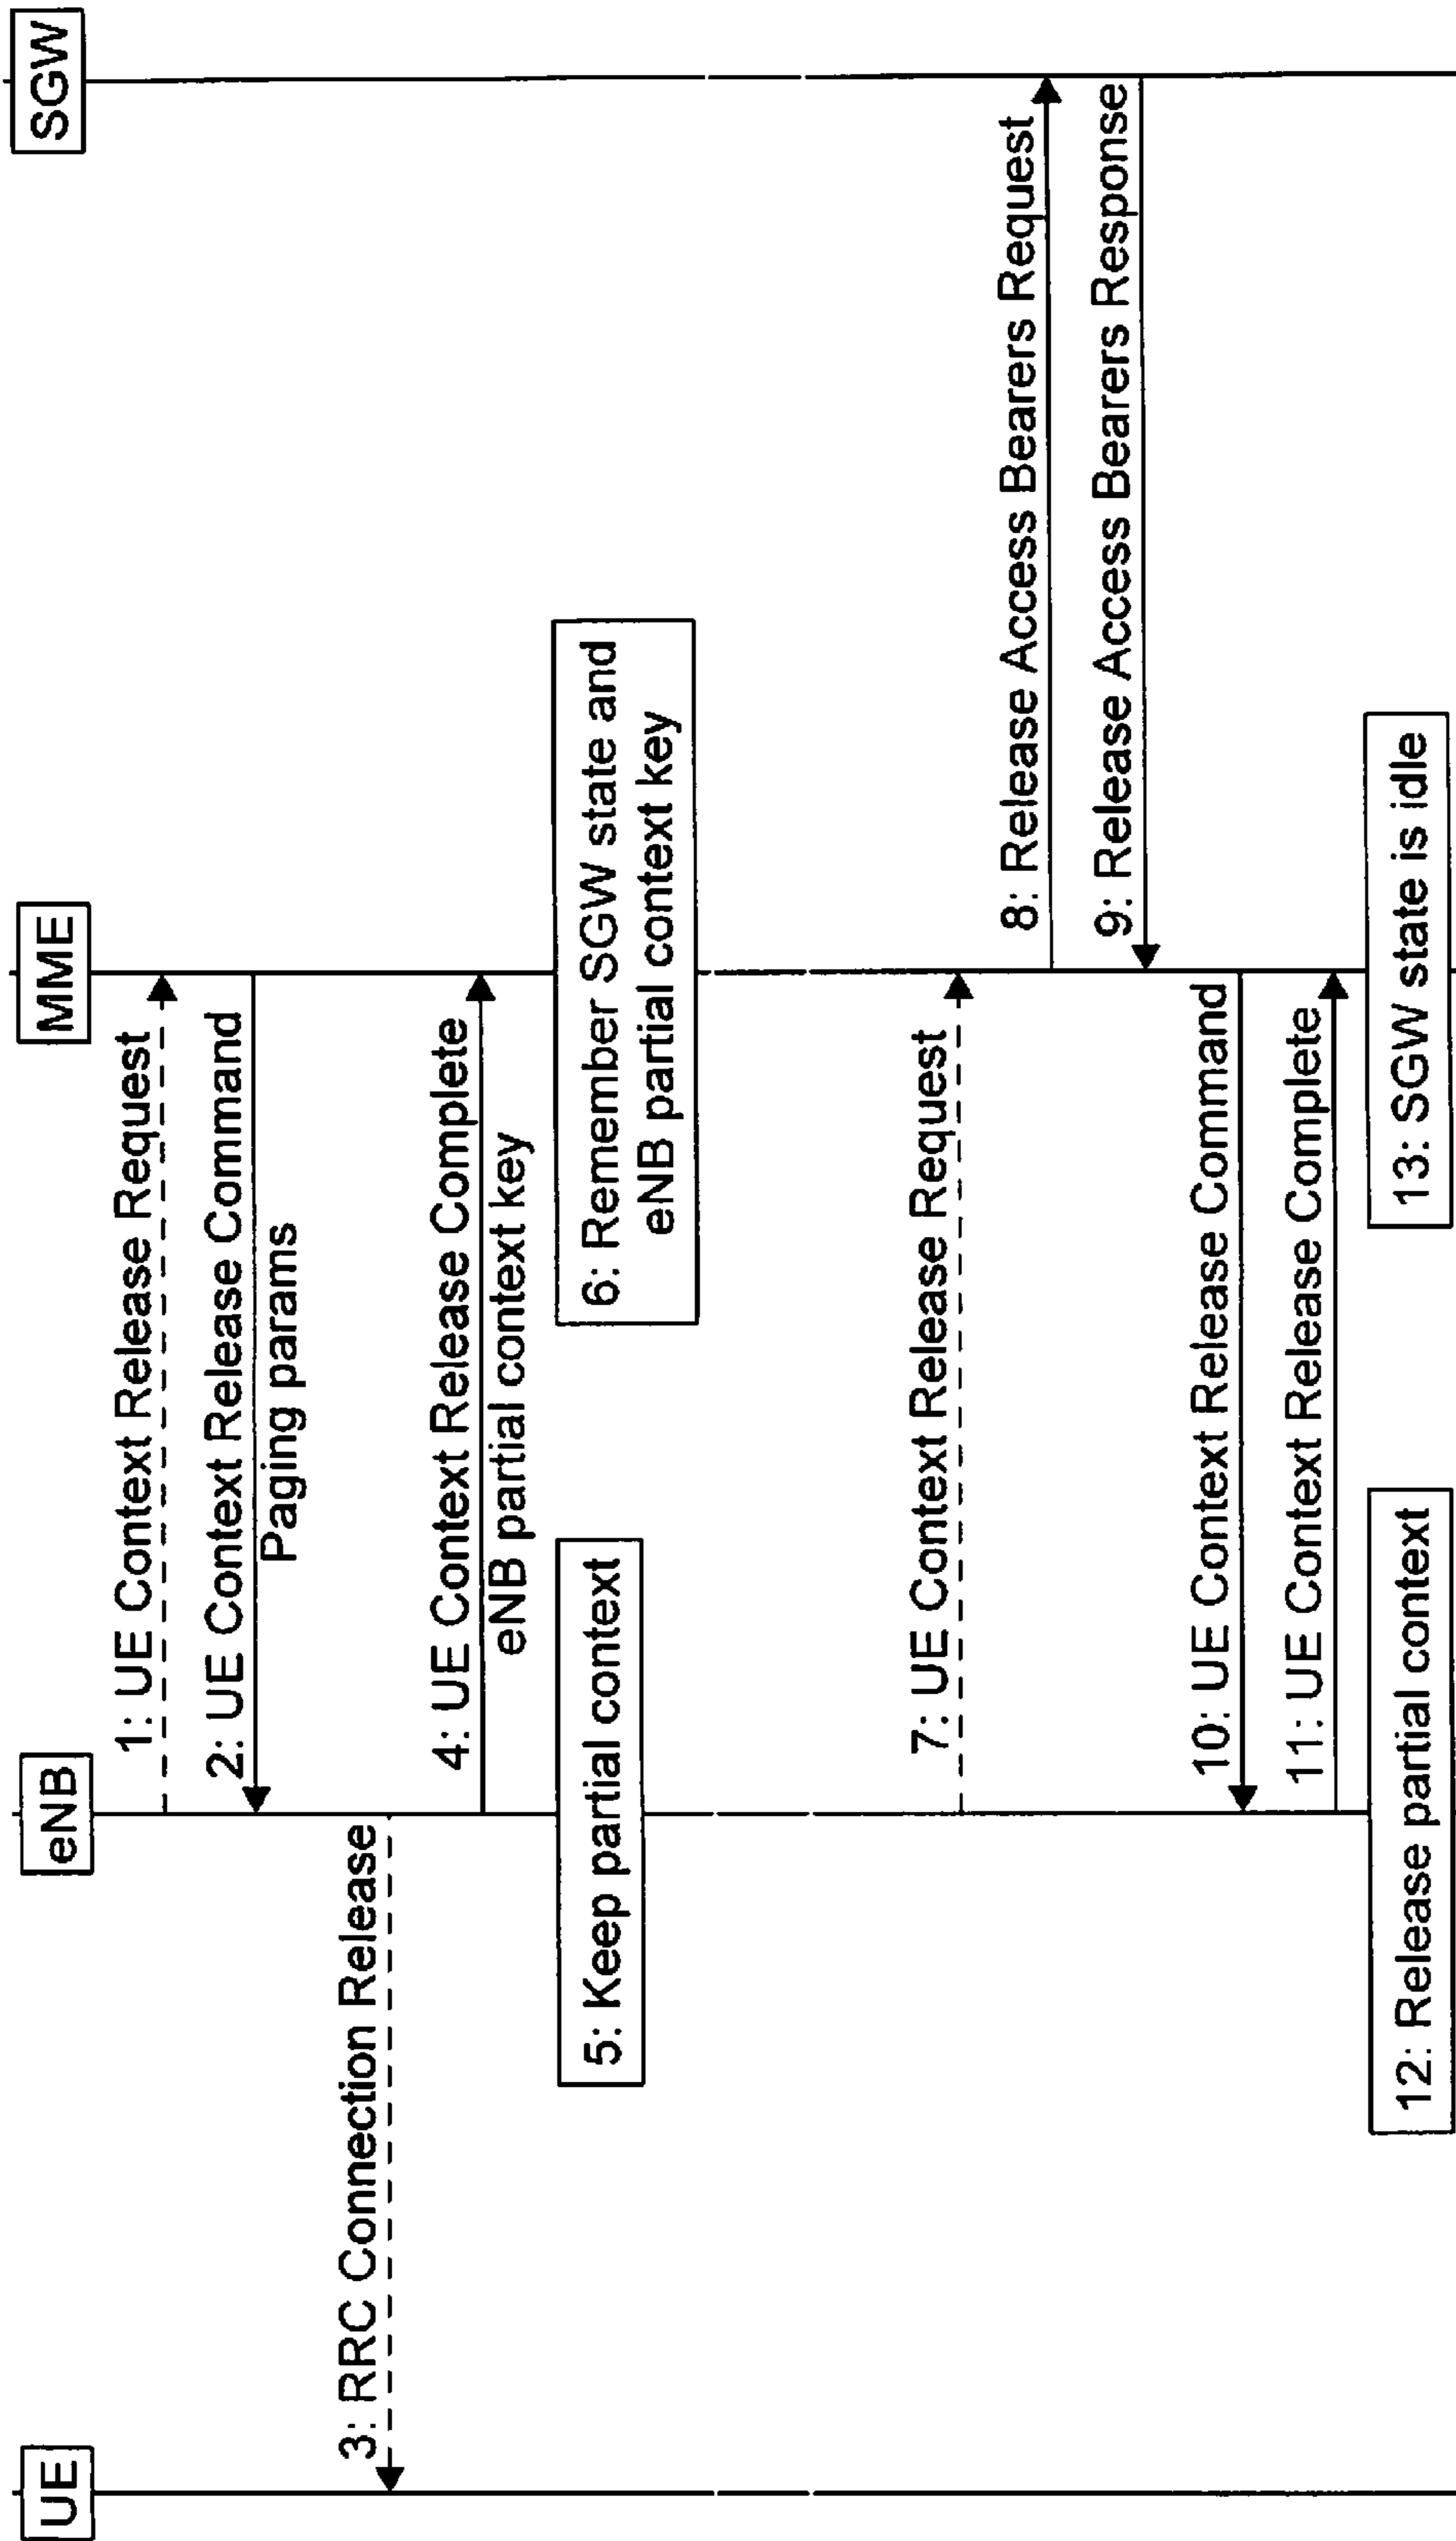 UE
eNB
MME
SGW
1: UE Context Release Request
2: UE Context Release Command
Paging params
3: RRC Connection Release
4: UE Context Release Complete
eNB partial context key
5: Keep partial context
6: Remember SGW state and
eNB partial context key
7: UE Context Release Request
8: Release Access Bearers Request
9: Release Access Bearers Response
10: UE Context Release Command
11: UE Context Release Complete
12: Release partial context
13: SGW state is idle